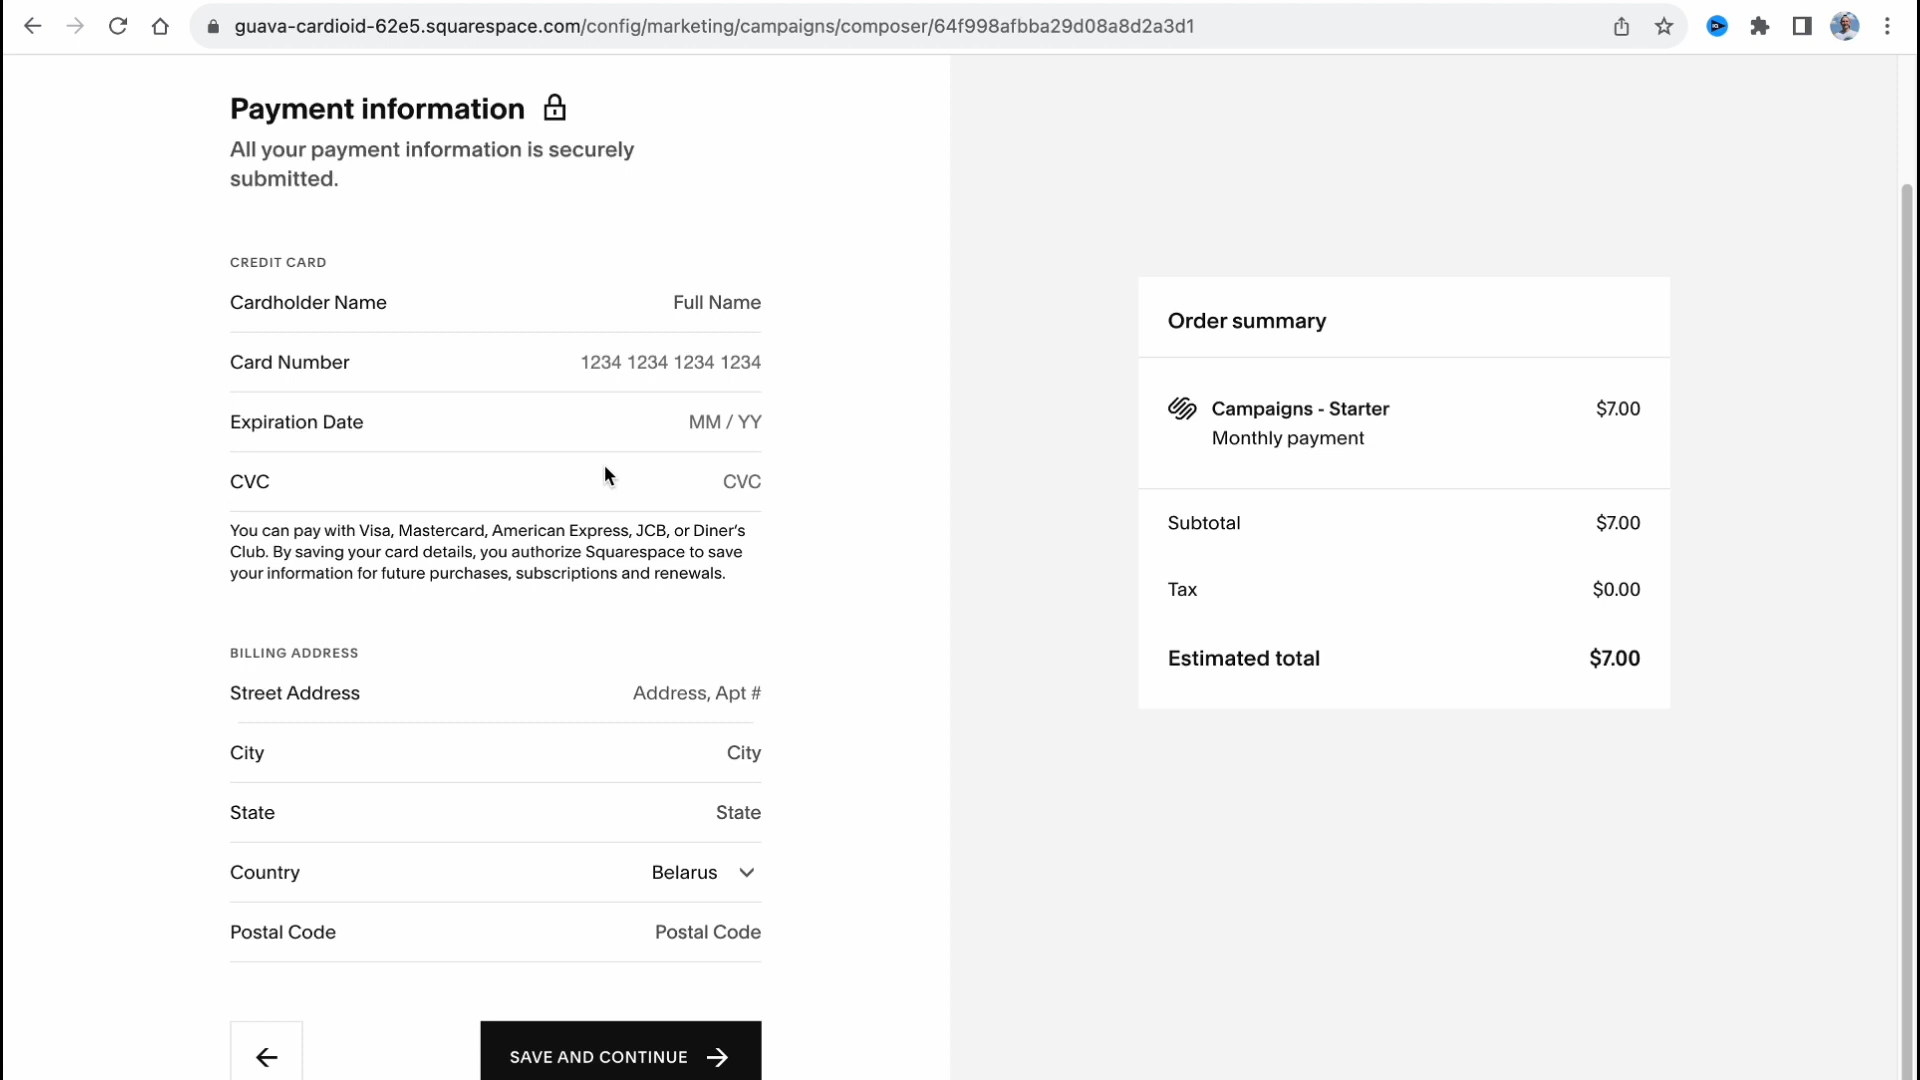 guava-cardioid-62e5.squarespace.com/config/marketing/campaigns/composer/64f998afbba29d08a8d2a3d1
Payment information
All your payment information is securely
submitted.
CREDIT CARD
Cardholder Name Full Name
Card Number 1234 1234 1234 1234
Expiration Date MM / YY
CVC CVC
You can pay with Visa, Mastercard, American Express, JCB, or Diner's
Club. By saving your card details, you authorize Squarespace to save
your information for future purchases, subscriptions and renewals.
BILLING ADDRESS
Street Address Address, Apt #
City City
State State
Country Belarus
Postal Code Postal Code
SAVE AND CONTINUE
Order summary
Campaigns - Starter $7.00
Monthly payment
Subtotal $7.00
Tax $0.00
Estimated total $7.00